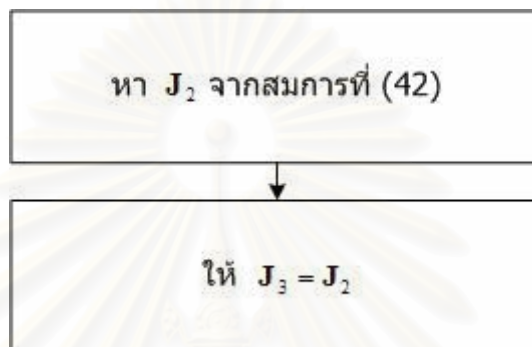 หา J₂ จากสมการที่ (42)
ให้ J₃ = J₂